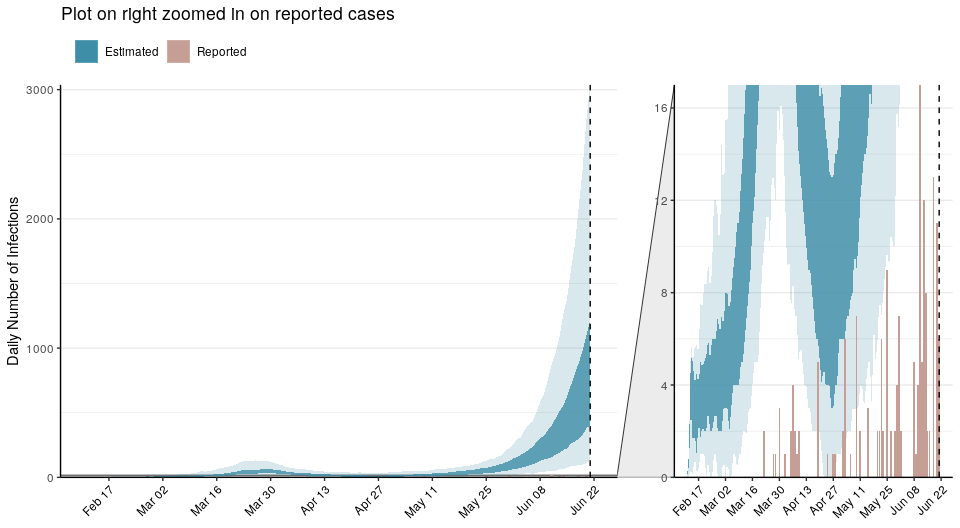 Plot on right zoomed in on reported cases
Estimated Reported
Daily Number of Infections
3000
2000
1000
0
Feb 17 Mar 02 Mar 16 Mar 30 Apr 13 Apr 27 May 11 May 25 Jun 08 Jun 22
16
12
8
4
0
Feb 17 Mar 02 Mar 16 Mar 30 Apr 13 Apr 27 May 11 May 25 Jun 08 Jun 22